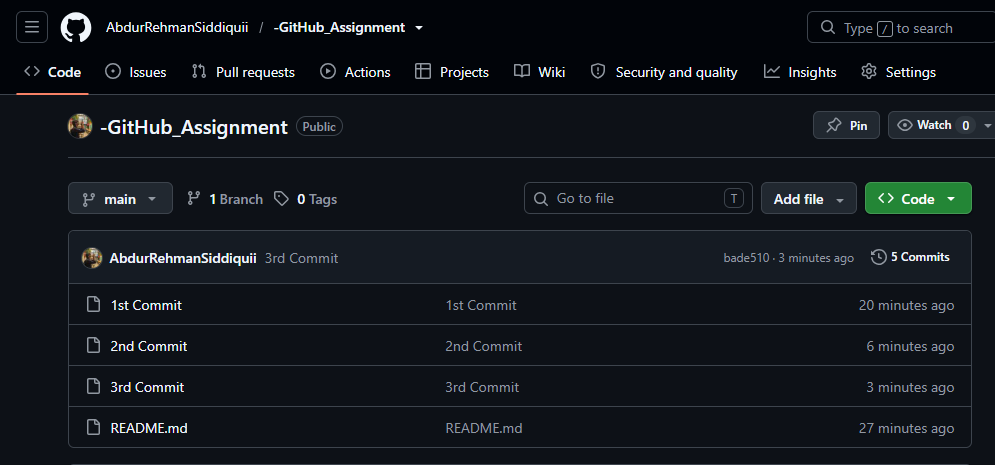 AbdurRehmanSiddiquii / -GitHub_Assignment
Type / to search
Code Issues Pull requests Actions Projects Wiki Security and quality Insights Settings
-GitHub_Assignment Public
Pin Watch 0
main 1 Branch 0 Tags
Go to file T Add file Code
AbdurRehmanSiddiquii 3rd Commit bade510 · 3 minutes ago 5 Commits
1st Commit 1st Commit 20 minutes ago
2nd Commit 2nd Commit 6 minutes ago
3rd Commit 3rd Commit 3 minutes ago
README.md README.md 27 minutes ago